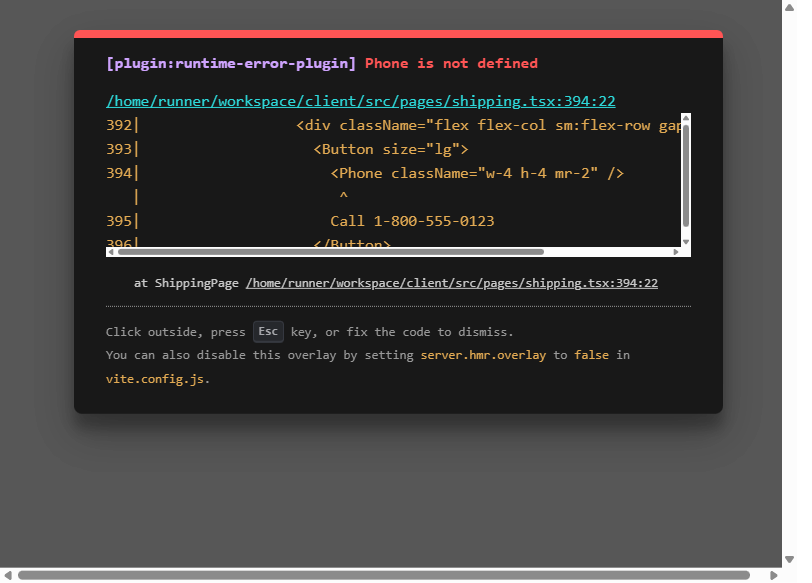 [plugin:runtime-error-plugin] Phone is not defined
/home/runner/workspace/client/src/pages/shipping.tsx:394:22
392|                  <div className="flex flex-col sm:flex-row gap
393|                    <Button size="lg">
394|                      <Phone className="w-4 h-4 mr-2" />
   |                       ^
395|                      Call 1-800-555-0123
396|                    </Button>
at ShippingPage /home/runner/workspace/client/src/pages/shipping.tsx:394:22
Click outside, press Esc key, or fix the code to dismiss.
You can also disable this overlay by setting server.hmr.overlay to false in
vite.config.js.